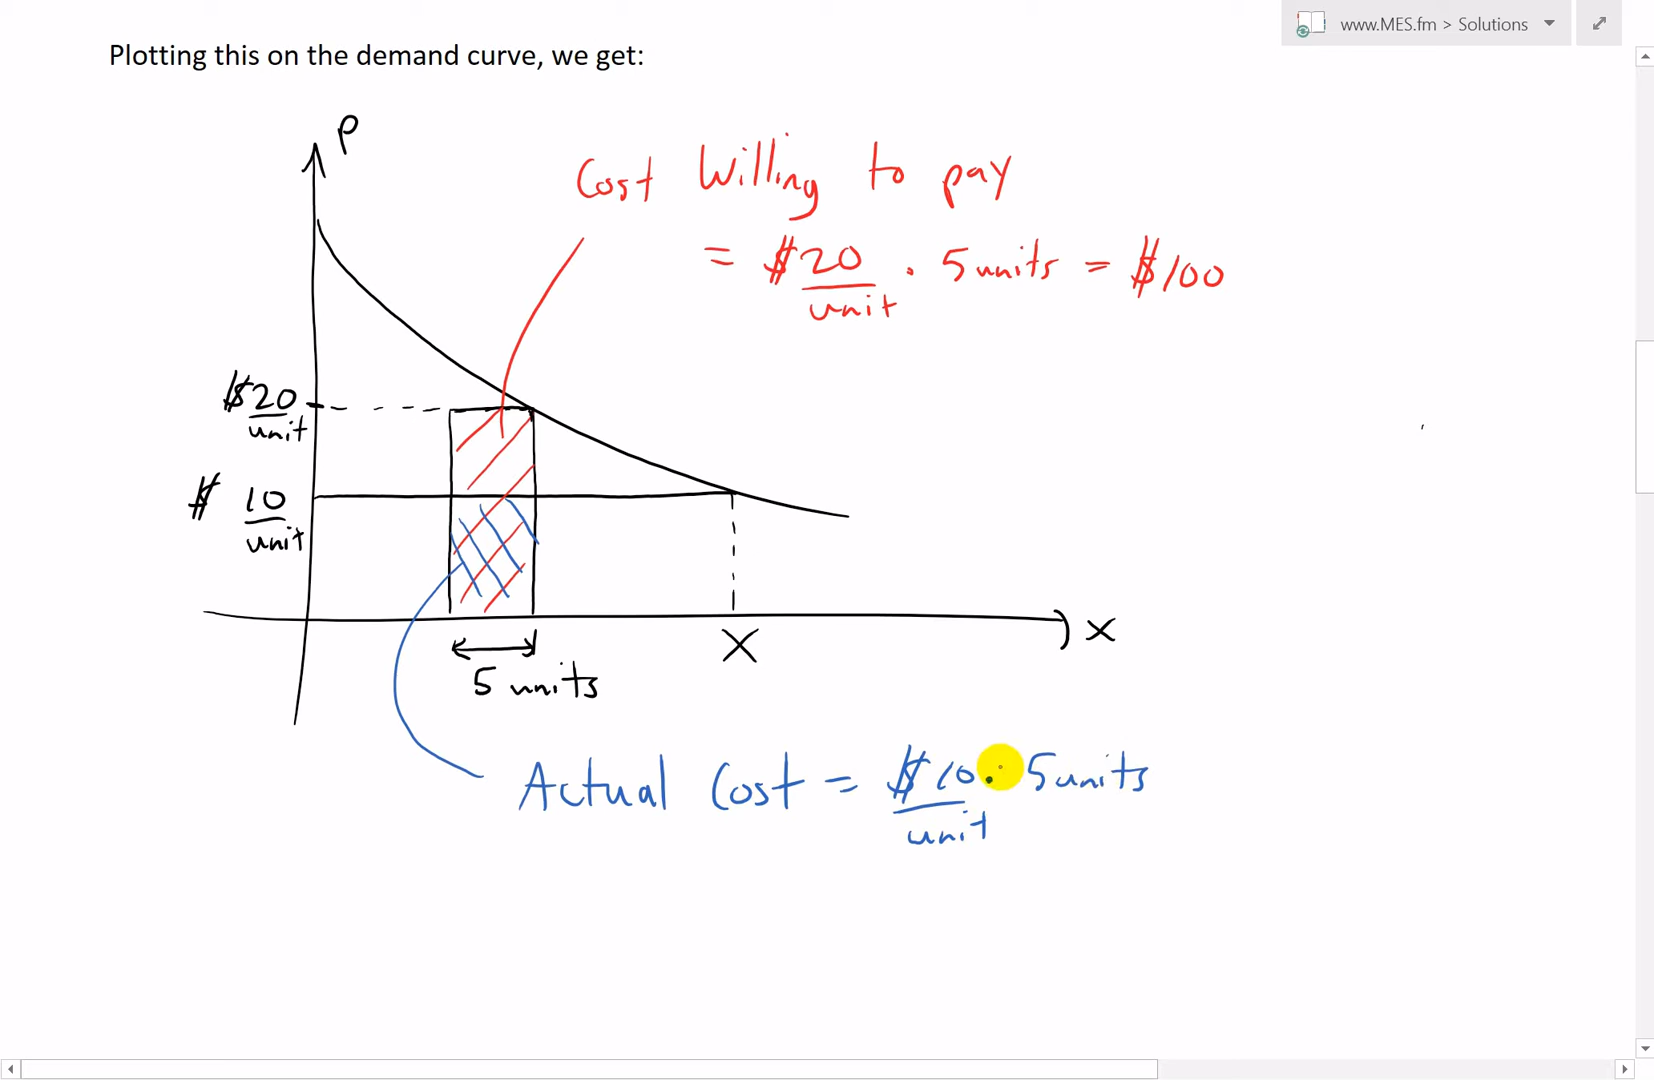 www.MES.fm > Solutions
Plotting this on the demand curve, we get:
P
Cost Willing to pay
= $20/unit · 5 units = $100
$20/unit
$ 10/unit
x
X
5 units
Actual Cost = $10/unit · 5 units